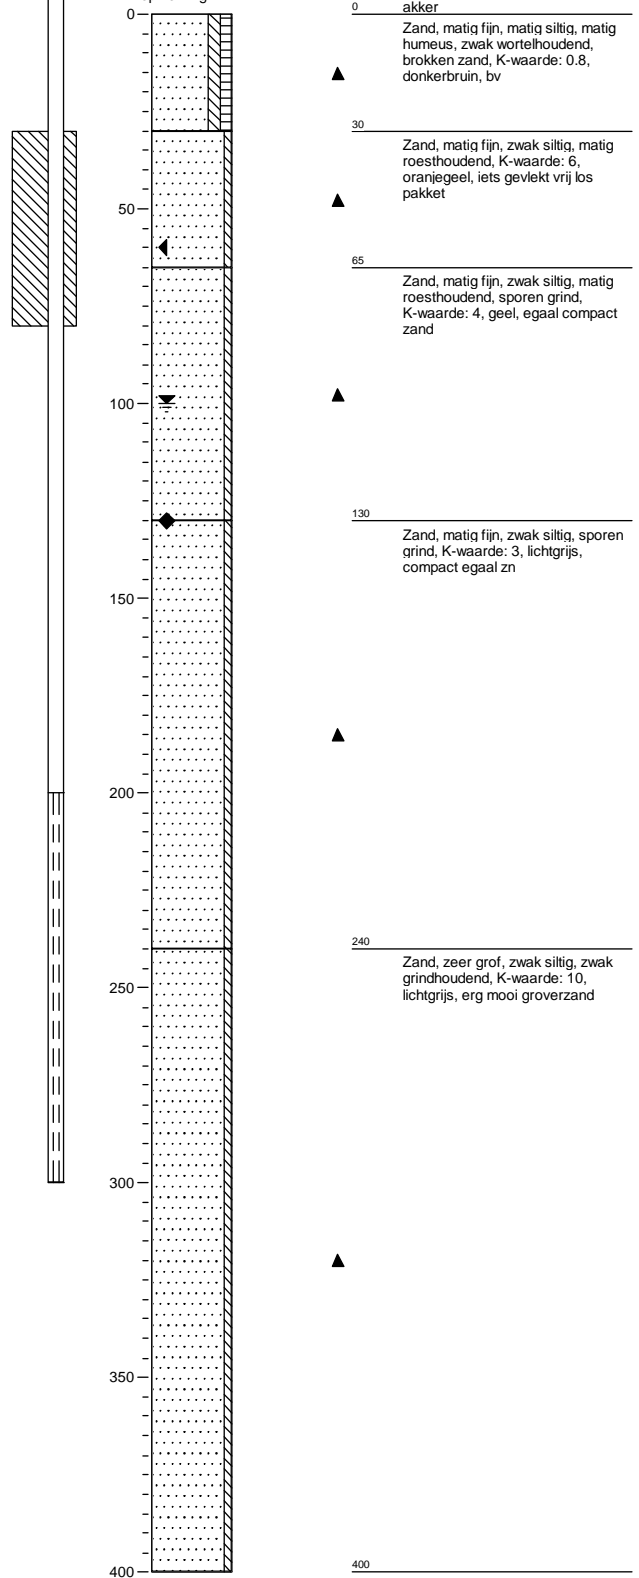 0
50
100
150
200
250
300
350
400
0
akker
Zand, matig fijn, matig siltig, matig
humeus, zwak wortelhoudend,
brokken zand, K-waarde: 0.8,
donkerbruin, bv
30
Zand, matig fijn, zwak siltig, matig
roesthoudend, K-waarde: 6,
oranjegeel, iets gevlekt vrij los
pakket
65
Zand, matig fijn, zwak siltig, matig
roesthoudend, sporen grind,
K-waarde: 4, geel, egaal compact
zand
130
Zand, matig fijn, zwak siltig, sporen
grind, K-waarde: 3, lichtgrijs,
compact egaal zn
240
Zand, zeer grof, zwak siltig, zwak
grindhoudend, K-waarde: 10,
lichtgrijs, erg mooi groverzand
400